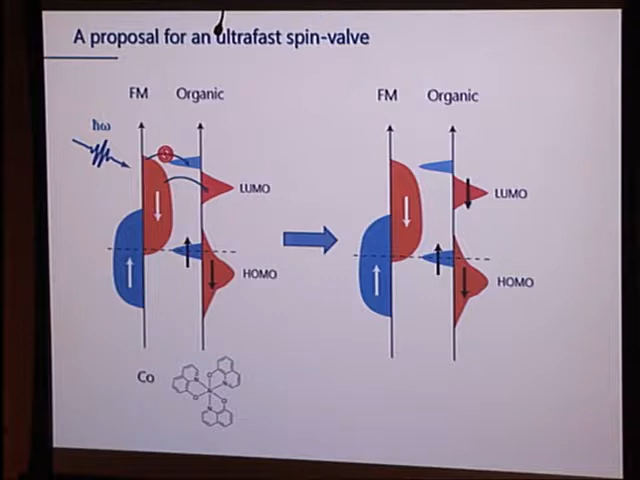 A proposal for an ultrafast spin-valve
FM Organic
FM Organic
ħω
LUMO
LUMO
HOMO
HOMO
Co